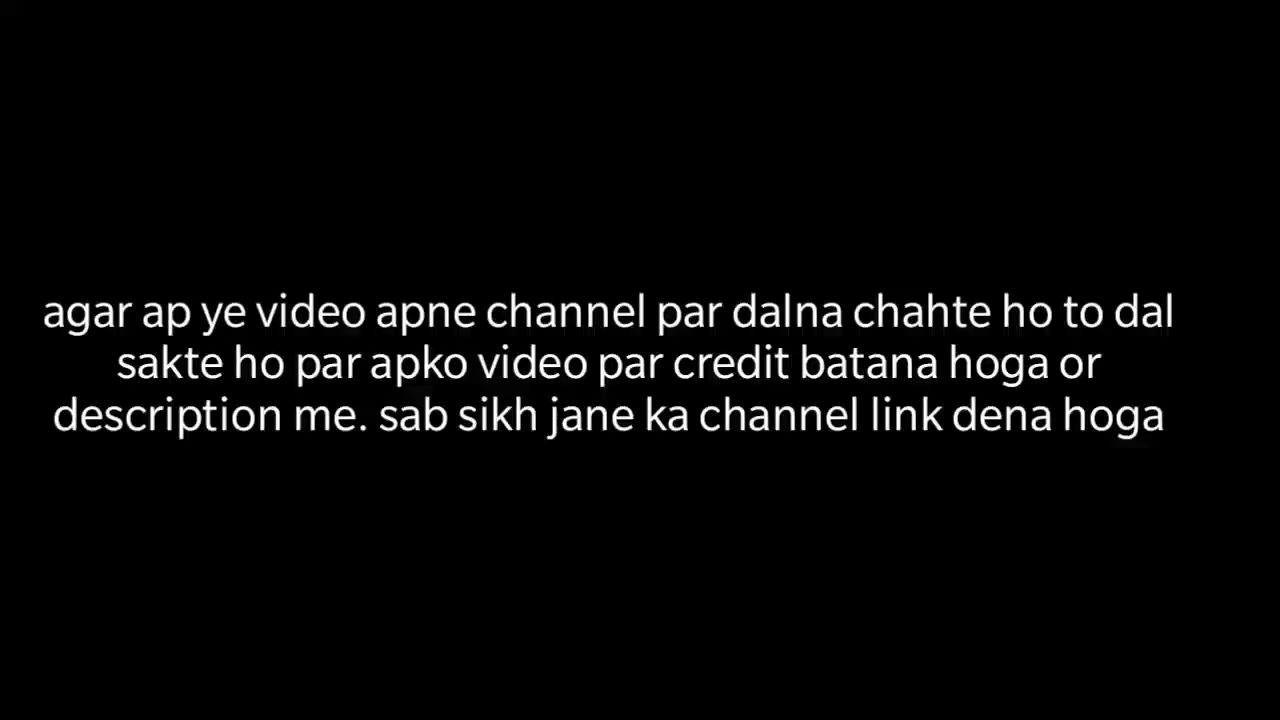 agar ap ye video apne channel par dalna chahte ho to dal
sakte ho par apko video par credit batana hoga or
description me. sab sikh jane ka channel link dena hoga